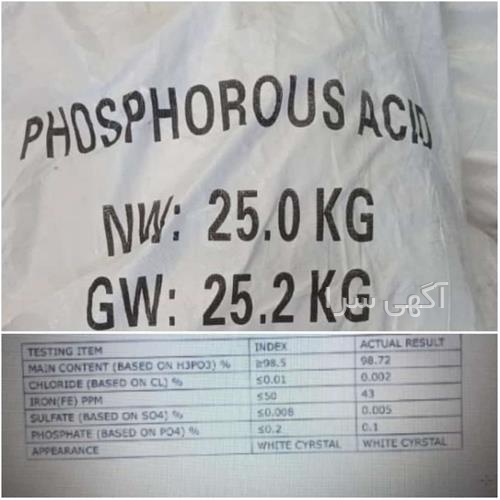 PHOSPHOROUS ACID
NW: 25.0 KG
GW: 25.2 KG
آگهی سرا
TESTING ITEM INDEX ACTUAL RESULT
MAIN CONTENT (BASED ON H3PO3) % ≥98.5 98.72
CHLORIDE (BASED ON CL) % ≤0.01 0.002
IRON(FE) PPM ≤50 43
SULFATE (BASED ON SO4) % ≤0.008 0.005
PHOSPHATE (BASED ON PO4) % ≤0.2 0.1
APPEARANCE WHITE CYRSTAL WHITE CYRSTAL